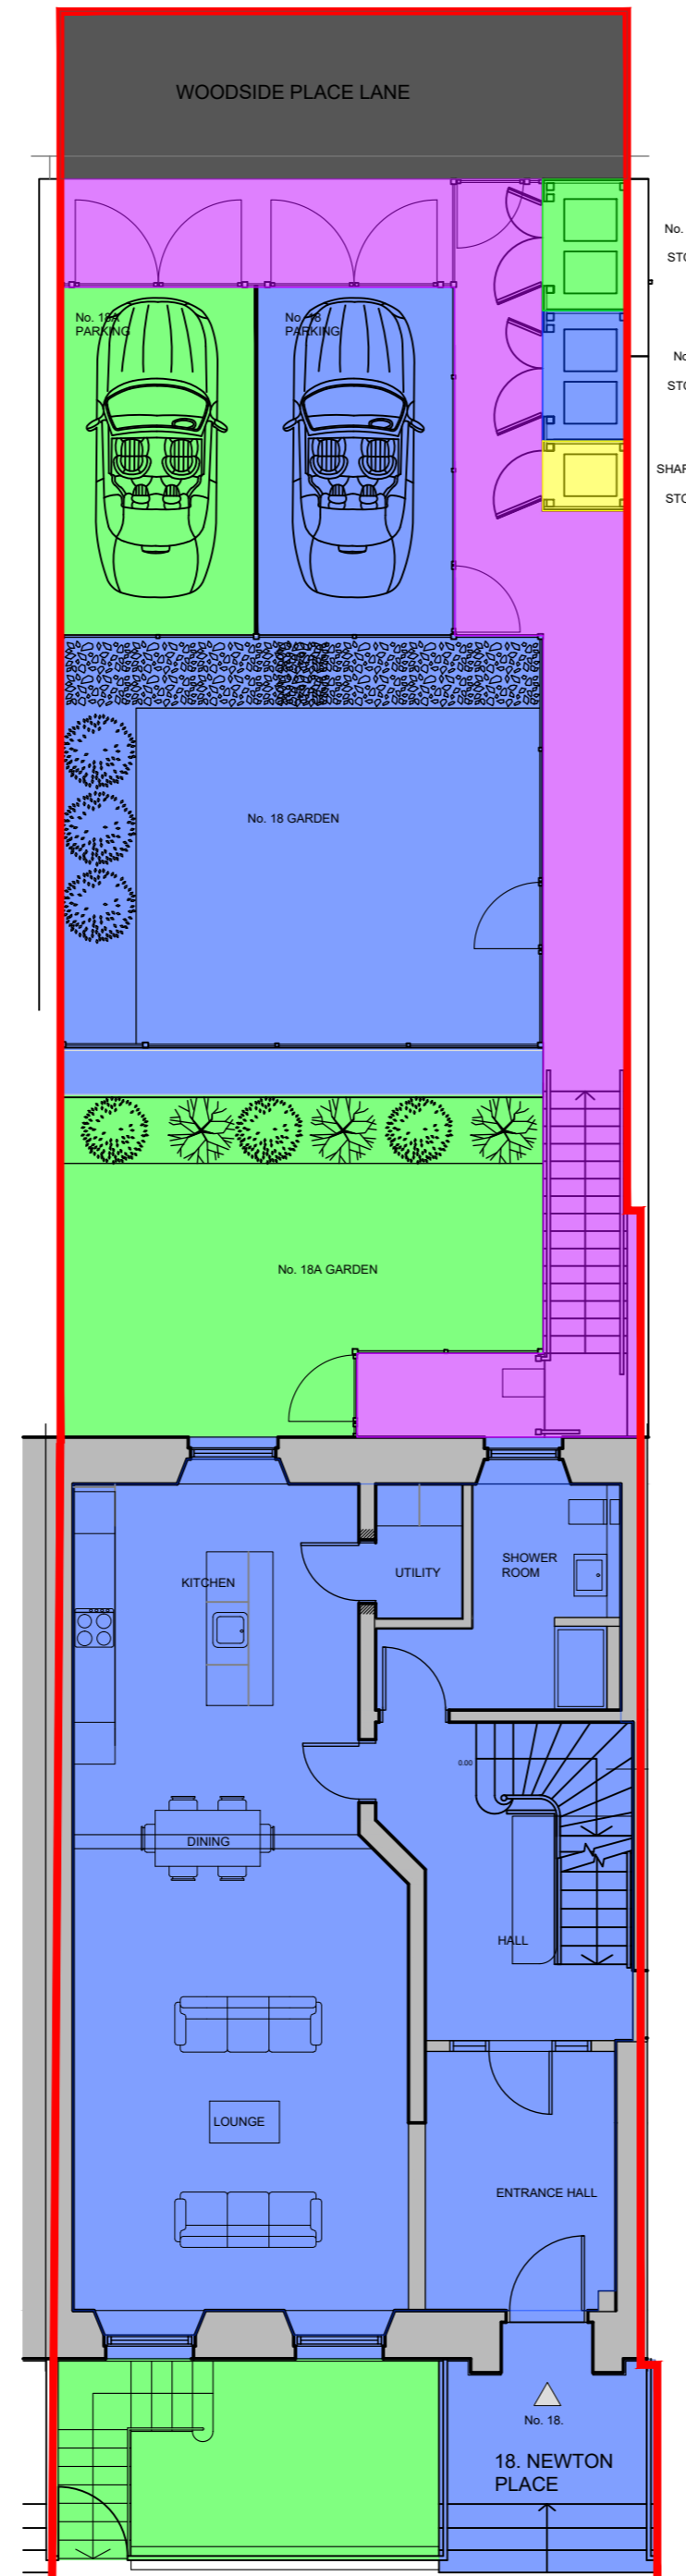 WOODSIDE PLACE LANE
No.
STO
No. 18A
PARKING
No. 18
PARKING
No
STO
SHAR
STO
No. 18 GARDEN
No. 18A GARDEN
KITCHEN
UTILITY
SHOWER
ROOM
0.00
DINING
HALL
LOUNGE
ENTRANCE HALL
No. 18.
18. NEWTON
PLACE